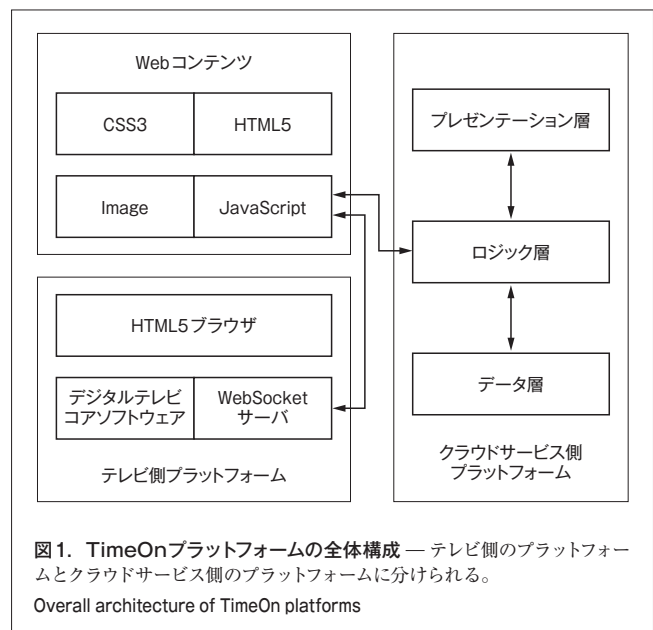 Webコンテンツ
CSS3
HTML5
Image
JavaScript
HTML5ブラウザ
デジタルテレビ
コアソフトウェア
WebSocket
サーバ
テレビ側プラットフォーム
プレゼンテーション層
ロジック層
データ層
クラウドサービス側
プラットフォーム
図1. TimeOnプラットフォームの全体構成 — テレビ側のプラットフォー
ムとクラウドサービス側のプラットフォームに分けられる。
Overall architecture of TimeOn platforms